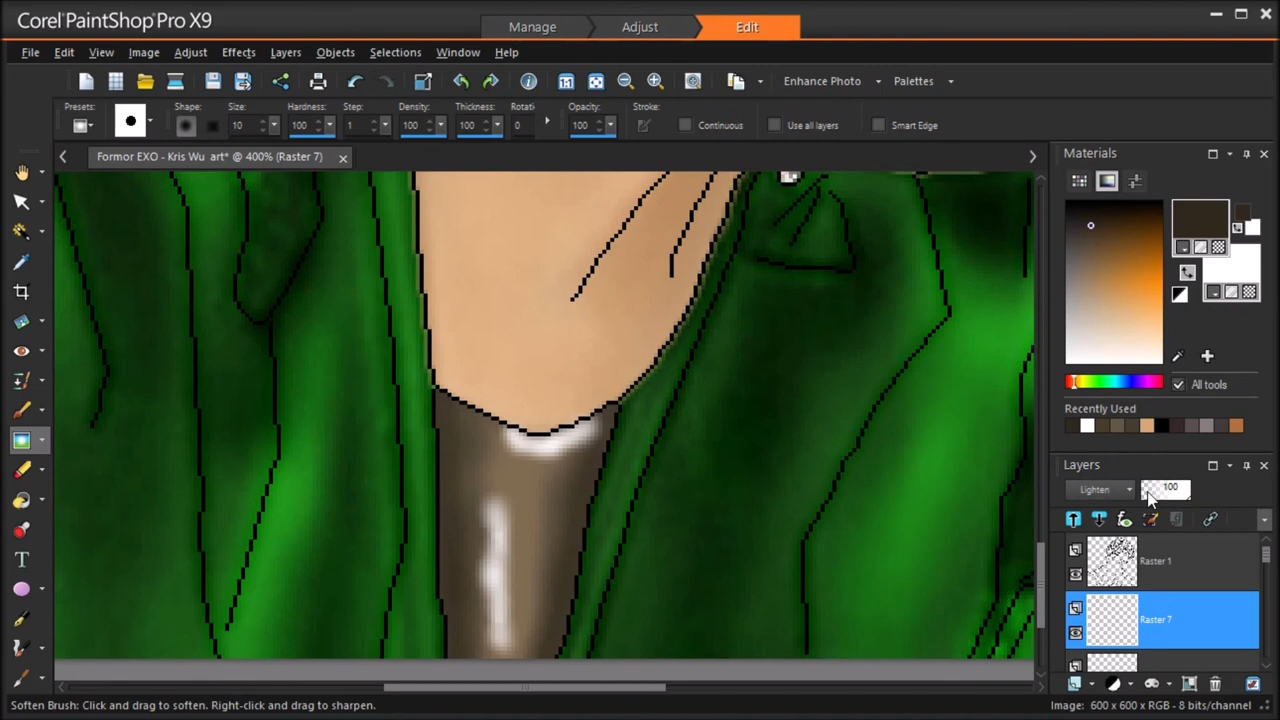 Corel PaintShop Pro X9
Manage Adjust Edit
File Edit View Image Adjust Effects Layers Objects Selections Window Help
Enhance Photo Palettes
Presets: Shape: Size: Hardness: Step: Density: Thickness: Rotati Opacity: Stroke:
10 100 1 100 100 0 100 Continuous Use all layers Smart Edge
Formor EXO - Kris Wu art* @ 400% (Raster 7)
Materials
All tools
Recently Used
Layers
Lenghten 100
Raster 1
Raster 7
Soften Brush: Click and drag to soften. Right-click and drag to sharpen.
Image: 600 x 600 x RGB - 8 bits/channel